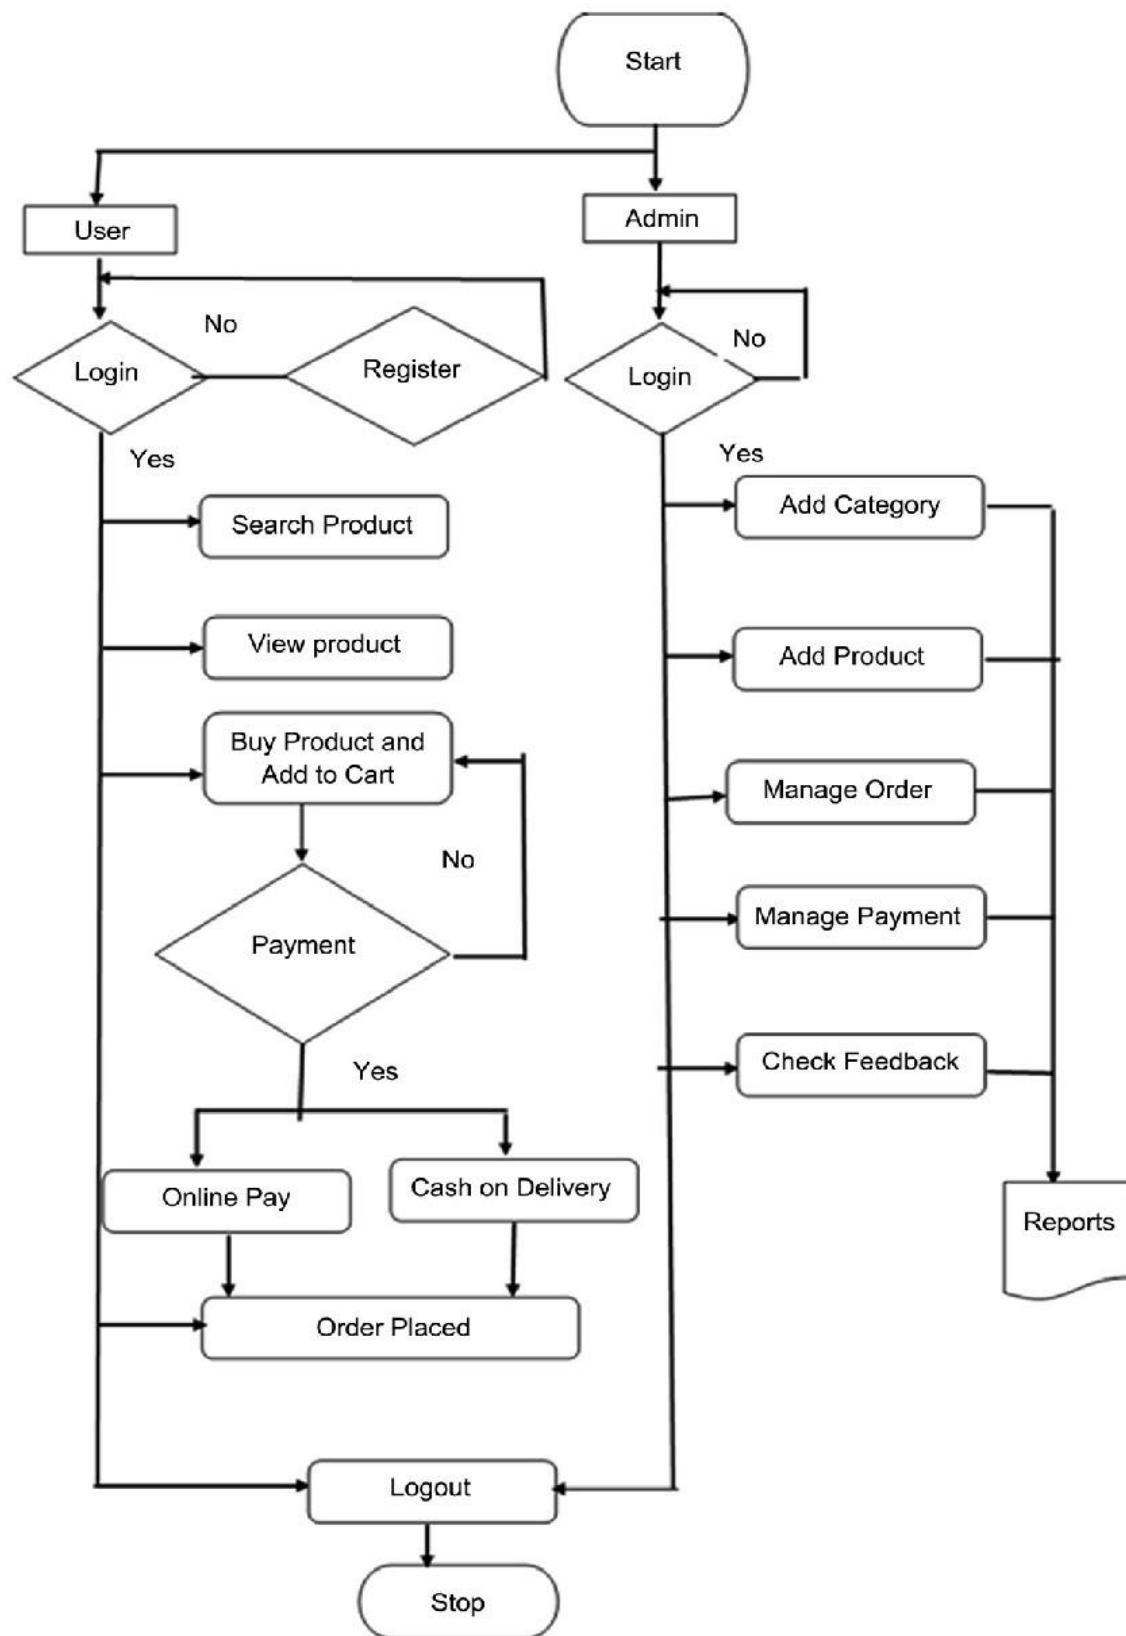 Start
User
Admin
No
Login
Register
No
Login
Yes
Yes
Search Product
Add Category
View product
Add Product
Buy Product and
Add to Cart
Manage Order
No
Payment
Manage Payment
Yes
Check Feedback
Online Pay
Cash on Delivery
Reports
Order Placed
Logout
Stop